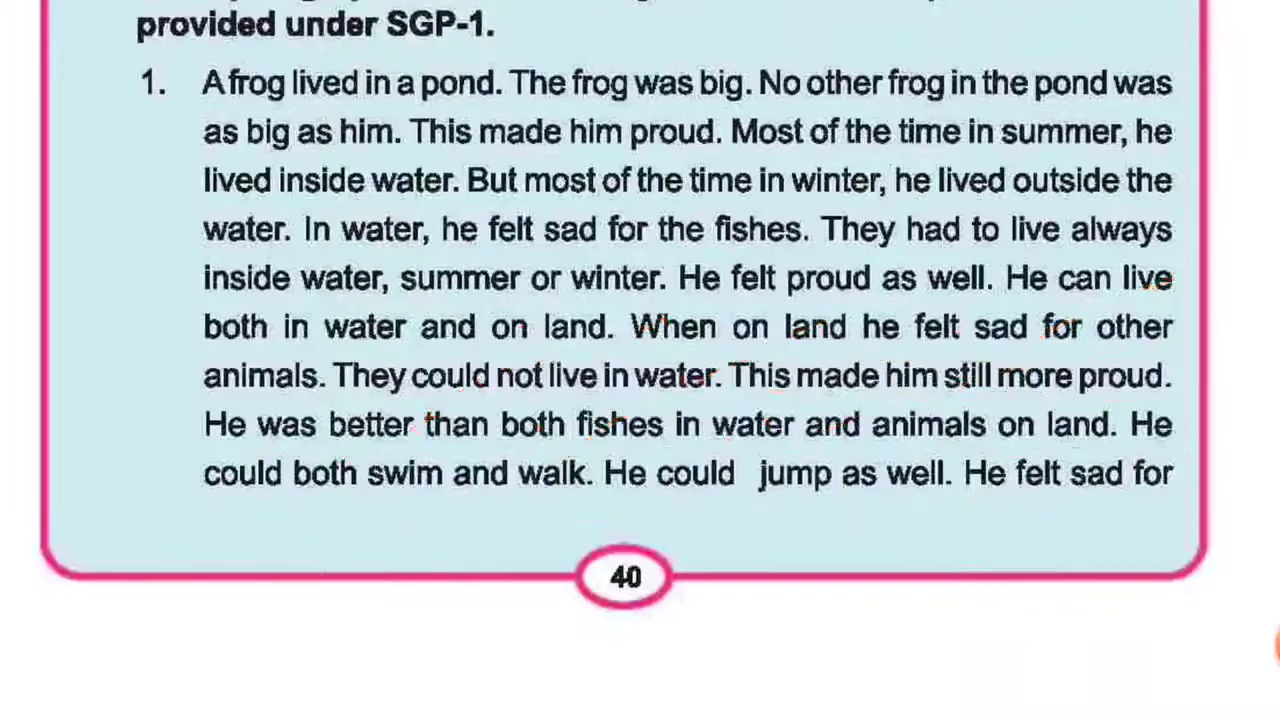 provided under SGP-1.
1. A frog lived in a pond. The frog was big. No other frog in the pond was
as big as him. This made him proud. Most of the time in summer, he
lived inside water. But most of the time in winter, he lived outside the
water. In water, he felt sad for the fishes. They had to live always
inside water, summer or winter. He felt proud as well. He can live
both in water and on land. When on land he felt sad for other
animals. They could not live in water. This made him still more proud.
He was better than both fishes in water and animals on land. He
could both swim and walk. He could jump as well. He felt sad for
40